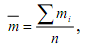 m̅ = ∑ mᵢ / n,